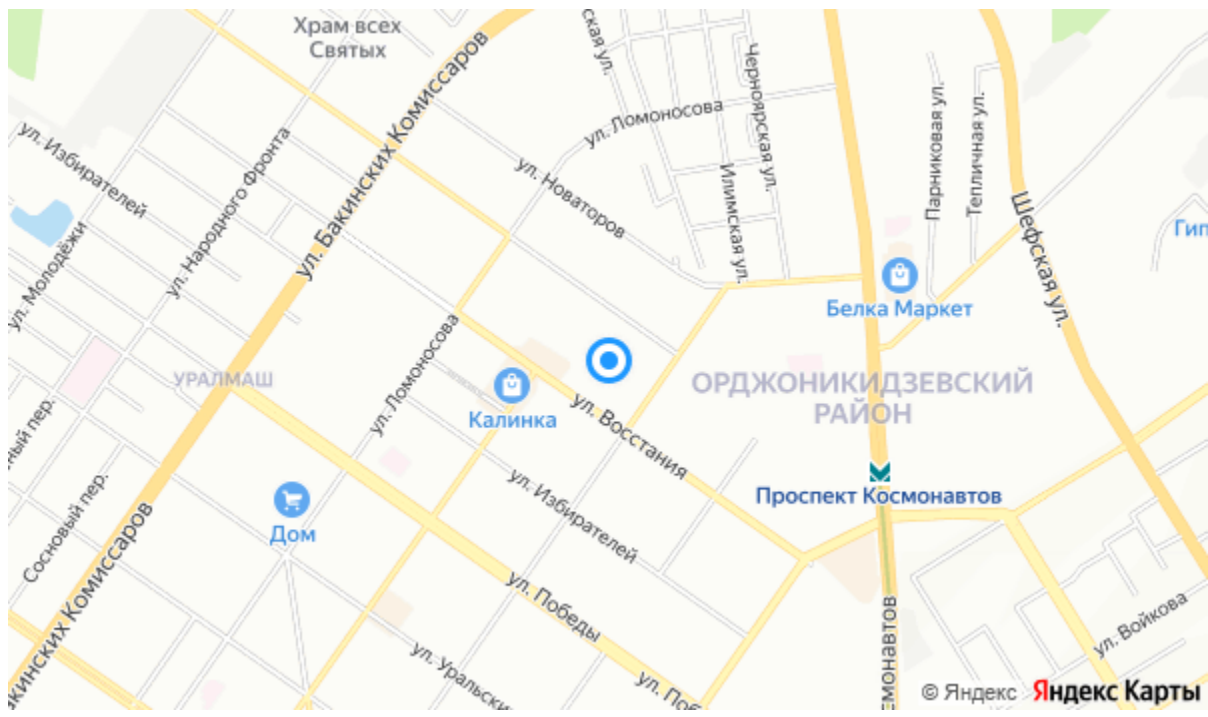 Храм всех
Святых
ская ул.
ул. Бакинских Комиссаров
ул. Ломоносова
Черноярская ул.
Парниковая ул.
Тепличная ул.
ул. Избирателей
ул. Народного Фронта
ул. Новаторов
Илимская ул.
Шефская ул.
Гип
ул. Молодёжи
Белка Маркет
УРАЛМАШ
ул. Ломоносова
Калинка
ул. Восстания
ОРДЖОНИКИДЗЕВСКИЙ
РАЙОН
ный пер.
Сосновый пер.
Дом
ул. Избирателей
Проспект Космонавтов
акинских Комиссаров
ул. Победы
ул. Уральски
ул. Поб
смонавтов
ул. Войкова
© Яндекс Яндекс Карты